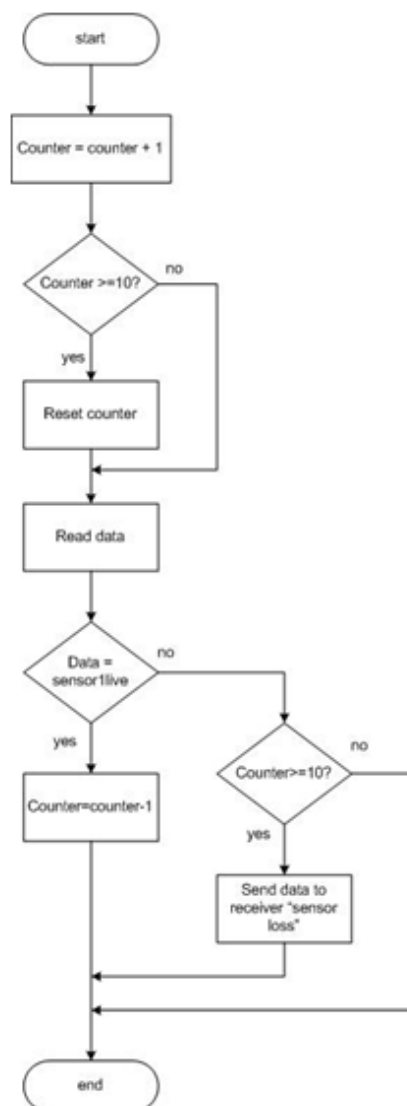 start
Counter = counter + 1
Counter >=10?
no
yes
Reset counter
Read data
Data =
sensor1live
no
yes
Counter>=10?
no
Counter=counter-1
yes
Send data to
receiver "sensor
loss"
end